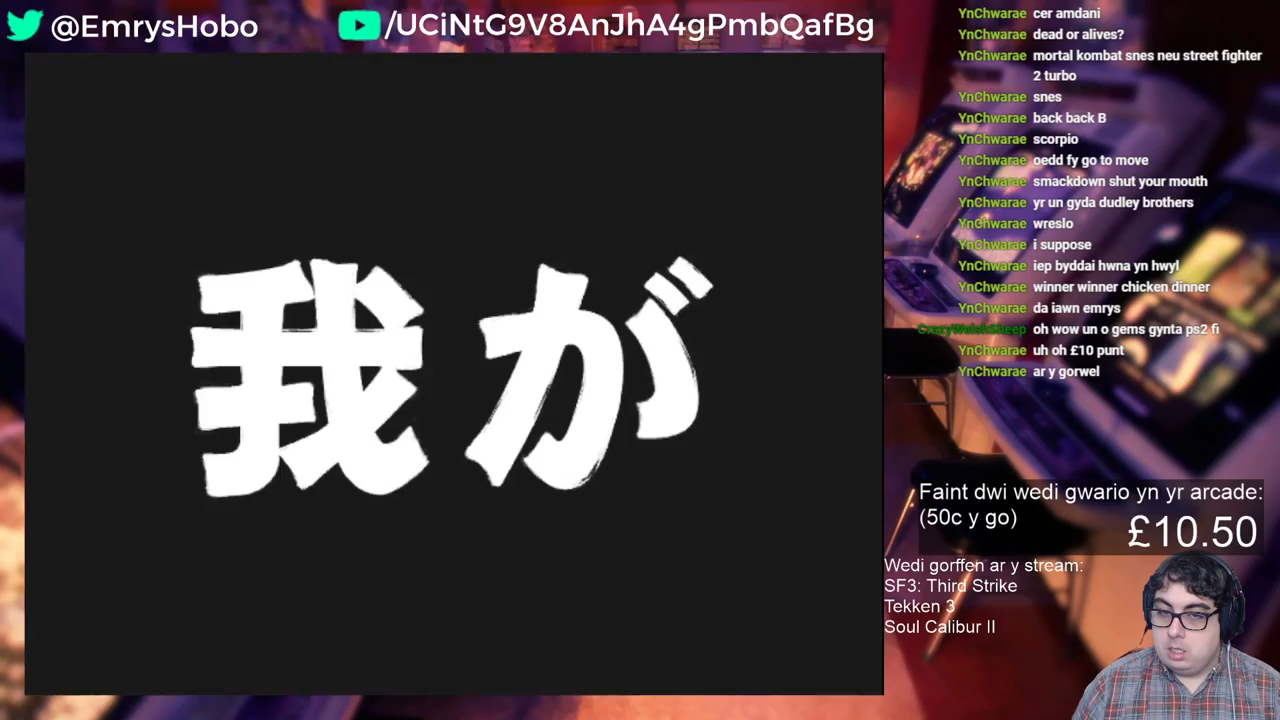 @EmrysHobo
/UCiNtG9V8AnJhA4gPmbQafBg
我が
YnChwarae cer amdani
YnChwarae dead or alives?
YnChwarae mortal kombat snes neu street fighter
2 turbo
YnChwarae snes
YnChwarae back back B
YnChwarae scorpio
YnChwarae oedd fy go to move
YnChwarae smackdown shut your mouth
YnChwarae yr un gyda dudley brothers
YnChwarae wreslo
YnChwarae i suppose
YnChwarae iep byddai hwna yn hwyl
YnChwarae winner winner chicken dinner
YnChwarae da iawn emrys
CrazyWelshSheep oh wow un o gems gynta ps2 fi
YnChwarae uh oh £10 punt
YnChwarae ar y gorwel
Faint dwi wedi gwario yn yr arcade:
(50c y go)
£10.50
Wedi gorffen ar y stream:
SF3: Third Strike
Tekken 3
Soul Calibur II